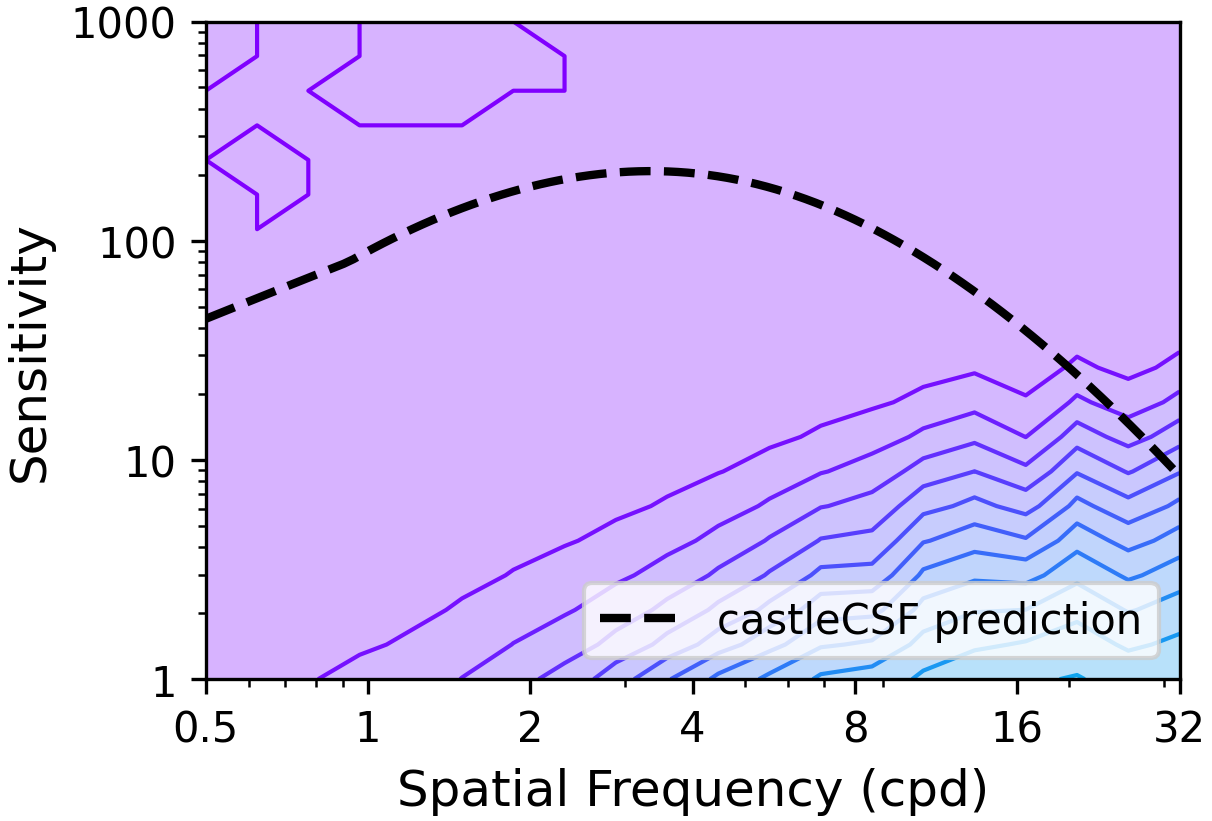 1000
100
10
1
Sensitivity
castleCSF prediction
0.5 1 2 4 8 16 32
Spatial Frequency (cpd)